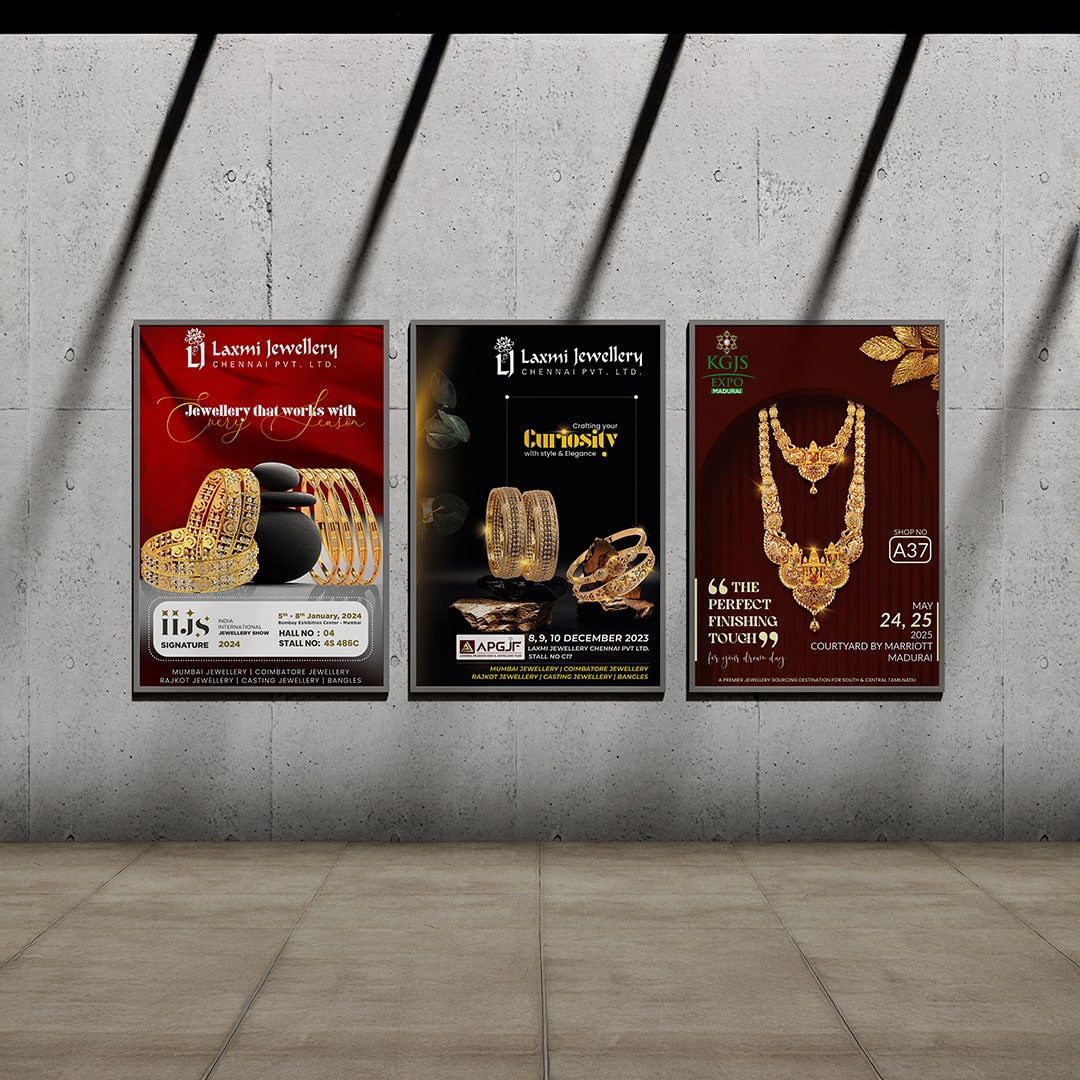 Laxmi Jewellery
CHENNAI PVT. LTD.
Jewellery that works with
Every Season
iijs
SIGNATURE
INDIA
INTERNATIONAL
JEWELLERY SHOW
2024
5th - 8th January, 2024
Bombay Exhibition Center - Mumbai
HALL NO : 04
STALL NO: 4S 486C
MUMBAI JEWELLERY | COIMBATORE JEWELLERY
RAJKOT JEWELLERY | CASTING JEWELLERY | BANGLES
Laxmi Jewellery
CHENNAI PVT. LTD.
Crafting your
Curiosity
with style & Elegance
APGJF
8, 9, 10 DECEMBER 2023
LAXMI JEWELLERY CHENNAI PVT LTD.
STALL NO C17
MUMBAI JEWELLERY | COIMBATORE JEWELLERY
RAJKOT JEWELLERY | CASTING JEWELLERY | BANGLES
KGJS
EXPO
MADURAI
SHOP NO
A37
“THE
PERFECT
FINISHING
TOUCH”
for your dream day
MAY
24, 25
2025
COURTYARD BY MARRIOTT
MADURAI
A PREMIER JEWELLERY SOURCING DESTINATION FOR SOUTH & CENTRAL TAMILNADU